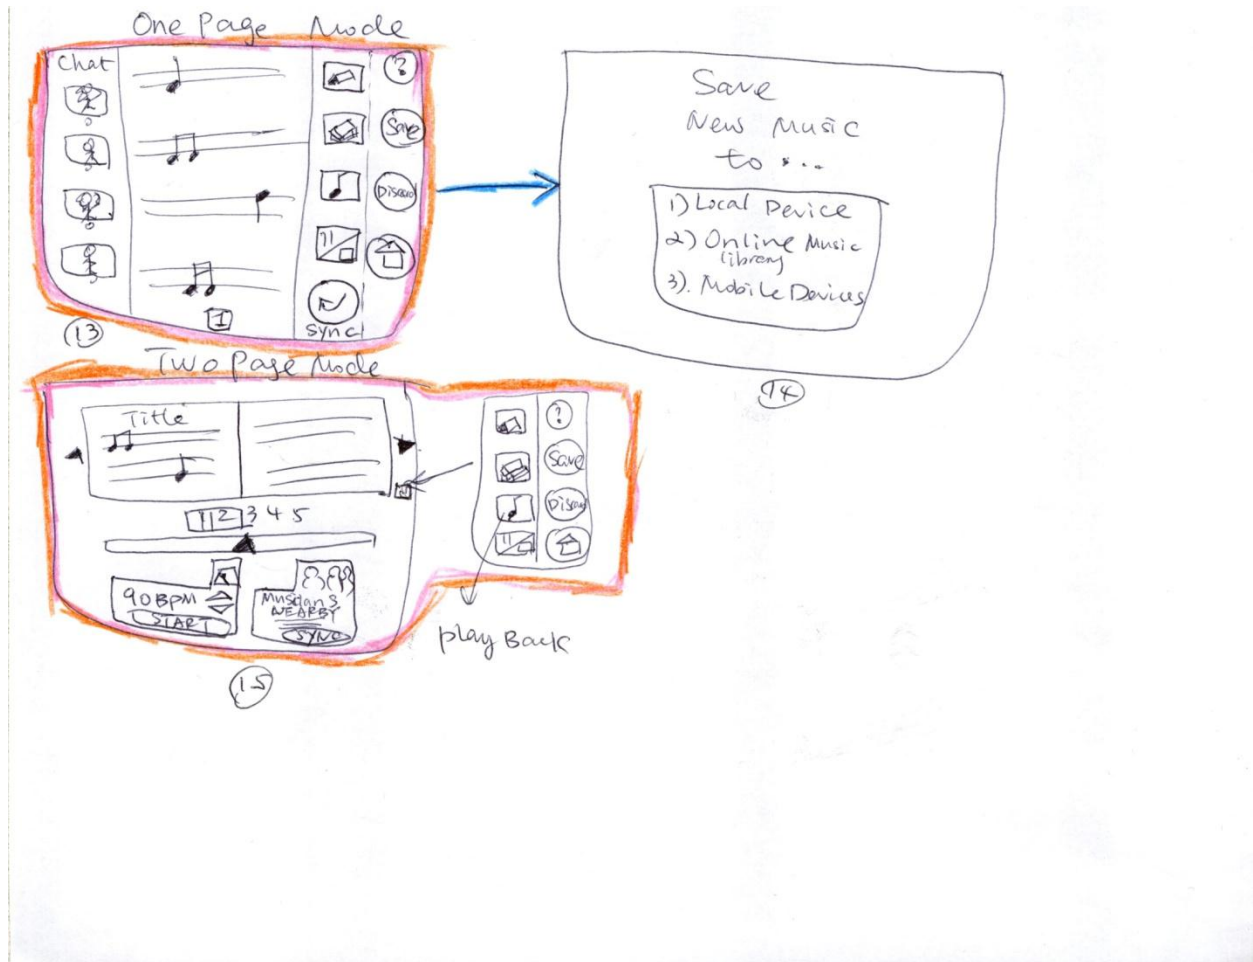 One Page Mode
Chat
?
Save
Discard
Sync
1
13
Save
New Music
to ...
1) Local Device
2) Online Music
library
3). Mobile Devices
14
Two Page Mode
Title
1 2 3 4 5
90 BPM
START
Musicians
NEARBY
SYNC
?
Save
Discard
play Back
15